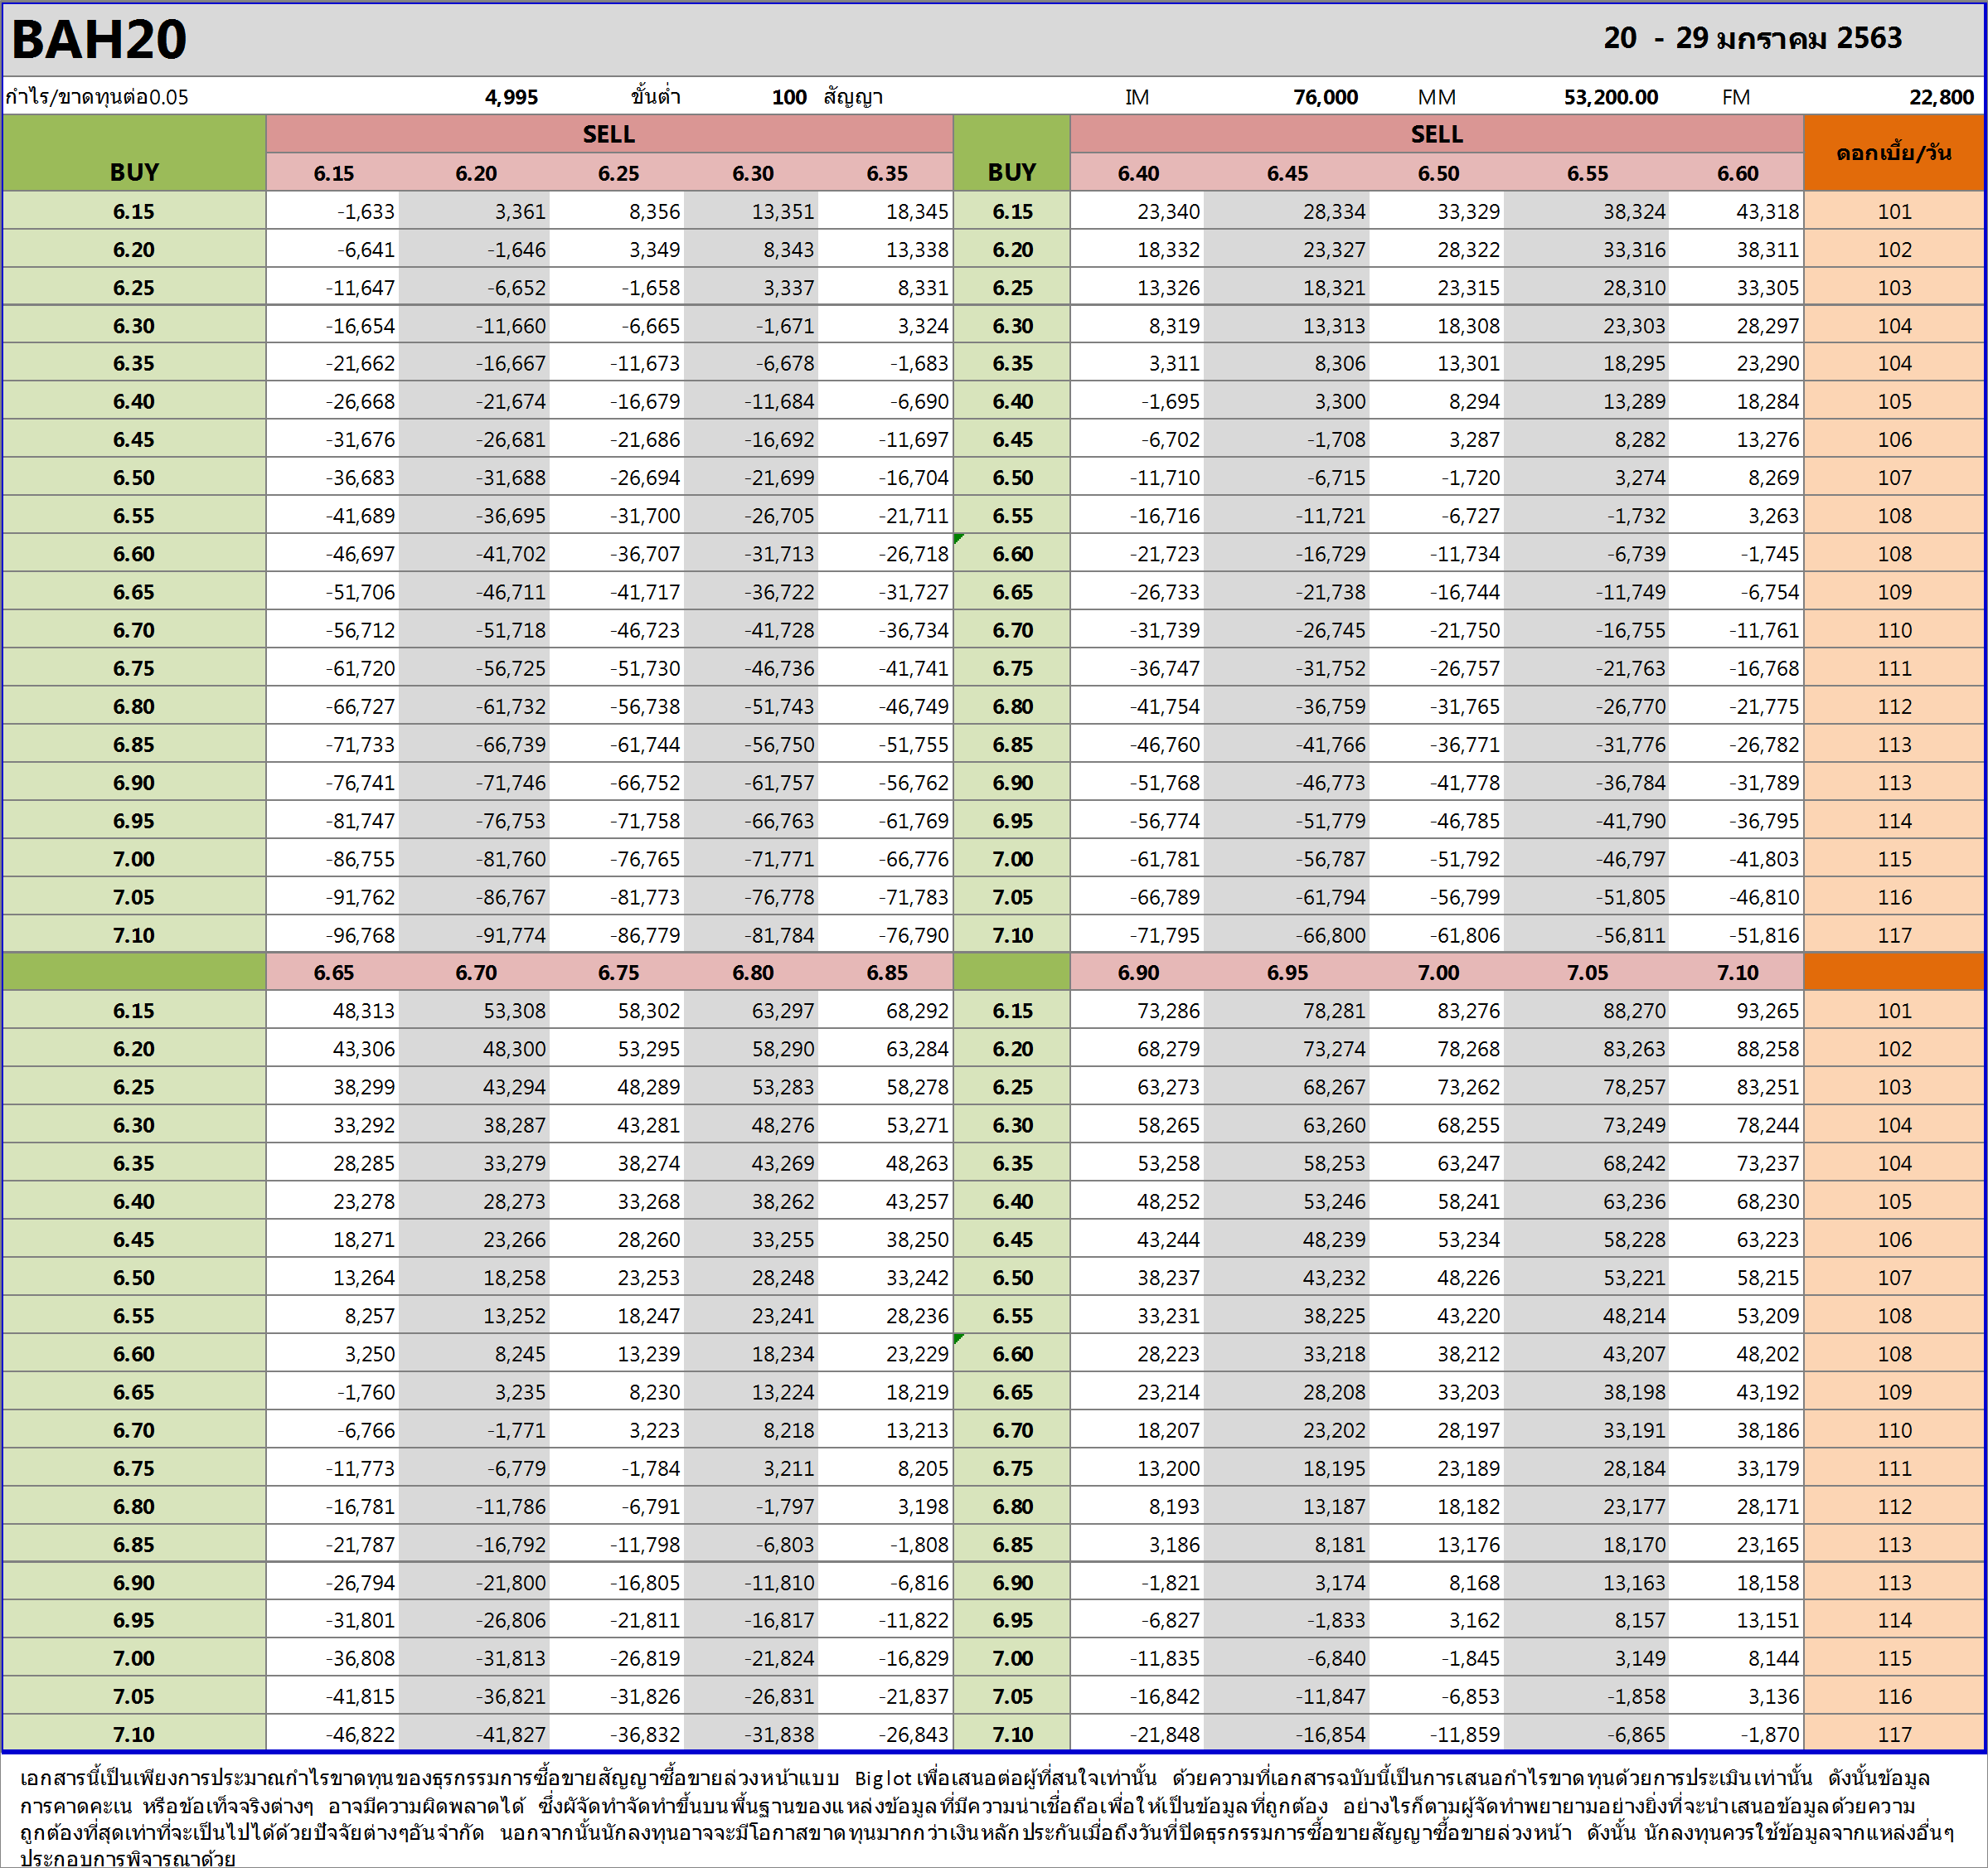 BAH20 20 - 29 มกราคม 2563
กำไร/ขาดทุนต่อ0.05 4,995 ขั้นต่ำ 100 สัญญา IM 76,000 MM 53,200.00 FM 22,800
SELL SELL
BUY 6.15 6.20 6.25 6.30 6.35 BUY 6.40 6.45 6.50 6.55 6.60 ดอกเบี้ย/วัน
6.15 -1,633 3,361 8,356 13,351 18,345 6.15 23,340 28,334 33,329 38,324 43,318 101
6.20 -6,641 -1,646 3,349 8,343 13,338 6.20 18,332 23,327 28,322 33,316 38,311 102
6.25 -11,647 -6,652 -1,658 3,337 8,331 6.25 13,326 18,321 23,315 28,310 33,305 103
6.30 -16,654 -11,660 -6,665 -1,671 3,324 6.30 8,319 13,313 18,308 23,303 28,297 104
6.35 -21,662 -16,667 -11,673 -6,678 -1,683 6.35 3,311 8,306 13,301 18,295 23,290 104
6.40 -26,668 -21,674 -16,679 -11,684 -6,690 6.40 -1,695 3,300 8,294 13,289 18,284 105
6.45 -31,676 -26,681 -21,686 -16,692 -11,697 6.45 -6,702 -1,708 3,287 8,282 13,276 106
6.50 -36,683 -31,688 -26,694 -21,699 -16,704 6.50 -11,710 -6,715 -1,720 3,274 8,269 107
6.55 -41,689 -36,695 -31,700 -26,705 -21,711 6.55 -16,716 -11,721 -6,727 -1,732 3,263 108
6.60 -46,697 -41,702 -36,707 -31,713 -26,718 6.60 -21,723 -16,729 -11,734 -6,739 -1,745 108
6.65 -51,706 -46,711 -41,717 -36,722 -31,727 6.65 -26,733 -21,738 -16,744 -11,749 -6,754 109
6.70 -56,712 -51,718 -46,723 -41,728 -36,734 6.70 -31,739 -26,745 -21,750 -16,755 -11,761 110
6.75 -61,720 -56,725 -51,730 -46,736 -41,741 6.75 -36,747 -31,752 -26,757 -21,763 -16,768 111
6.80 -66,727 -61,732 -56,738 -51,743 -46,749 6.80 -41,754 -36,759 -31,765 -26,770 -21,775 112
6.85 -71,733 -66,739 -61,744 -56,750 -51,755 6.85 -46,760 -41,766 -36,771 -31,776 -26,782 113
6.90 -76,741 -71,746 -66,752 -61,757 -56,762 6.90 -51,768 -46,773 -41,778 -36,784 -31,789 113
6.95 -81,747 -76,753 -71,758 -66,763 -61,769 6.95 -56,774 -51,779 -46,785 -41,790 -36,795 114
7.00 -86,755 -81,760 -76,765 -71,771 -66,776 7.00 -61,781 -56,787 -51,792 -46,797 -41,803 115
7.05 -91,762 -86,767 -81,773 -76,778 -71,783 7.05 -66,789 -61,794 -56,799 -51,805 -46,810 116
7.10 -96,768 -91,774 -86,779 -81,784 -76,790 7.10 -71,795 -66,800 -61,806 -56,811 -51,816 117
6.65 6.70 6.75 6.80 6.85 6.90 6.95 7.00 7.05 7.10
6.15 48,313 53,308 58,302 63,297 68,292 6.15 73,286 78,281 83,276 88,270 93,265 101
6.20 43,306 48,300 53,295 58,290 63,284 6.20 68,279 73,274 78,268 83,263 88,258 102
6.25 38,299 43,294 48,289 53,283 58,278 6.25 63,273 68,267 73,262 78,257 83,251 103
6.30 33,292 38,287 43,281 48,276 53,271 6.30 58,265 63,260 68,255 73,249 78,244 104
6.35 28,285 33,279 38,274 43,269 48,263 6.35 53,258 58,253 63,247 68,242 73,237 104
6.40 23,278 28,273 33,268 38,262 43,257 6.40 48,252 53,246 58,241 63,236 68,230 105
6.45 18,271 23,266 28,260 33,255 38,250 6.45 43,244 48,239 53,234 58,228 63,223 106
6.50 13,264 18,258 23,253 28,248 33,242 6.50 38,237 43,232 48,226 53,221 58,215 107
6.55 8,257 13,252 18,247 23,241 28,236 6.55 33,231 38,225 43,220 48,214 53,209 108
6.60 3,250 8,245 13,239 18,234 23,229 6.60 28,223 33,218 38,212 43,207 48,202 108
6.65 -1,760 3,235 8,230 13,224 18,219 6.65 23,214 28,208 33,203 38,198 43,192 109
6.70 -6,766 -1,771 3,223 8,218 13,213 6.70 18,207 23,202 28,197 33,191 38,186 110
6.75 -11,773 -6,779 -1,784 3,211 8,205 6.75 13,200 18,195 23,189 28,184 33,179 111
6.80 -16,781 -11,786 -6,791 -1,797 3,198 6.80 8,193 13,187 18,182 23,177 28,171 112
6.85 -21,787 -16,792 -11,798 -6,803 -1,808 6.85 3,186 8,181 13,176 18,170 23,165 113
6.90 -26,794 -21,800 -16,805 -11,810 -6,816 6.90 -1,821 3,174 8,168 13,163 18,158 113
6.95 -31,801 -26,806 -21,811 -16,817 -11,822 6.95 -6,827 -1,833 3,162 8,157 13,151 114
7.00 -36,808 -31,813 -26,819 -21,824 -16,829 7.00 -11,835 -6,840 -1,845 3,149 8,144 115
7.05 -41,815 -36,821 -31,826 -26,831 -21,837 7.05 -16,842 -11,847 -6,853 -1,858 3,136 116
7.10 -46,822 -41,827 -36,832 -31,838 -26,843 7.10 -21,848 -16,854 -11,859 -6,865 -1,870 117
เอกสารนี้เป็นเพียงการประมาณกำไรขาดทุนของธุรกรรมการซื้อขายสัญญาซื้อขายล่วงหน้าแบบ Big lot เพื่อเสนอต่อผู้ที่สนใจเท่านั้น ด้วยความที่เอกสารฉบับนี้เป็นการเสนอกำไรขาดทุนด้วยการประเมินเท่านั้น ดังนั้นข้อมูล
การคาดคะเน หรือข้อเท็จจริงต่างๆ อาจมีความผิดพลาดได้ ซึ่งผัจัดทำจัดทำขึ้นบนพื้นฐานของแหล่งข้อมูลที่มีความน่าเชื่อถือเพื่อให้เป็นข้อมูลที่ถูกต้อง อย่างไรก็ตามผู้จัดทำพยายามอย่างยิ่งที่จะนำเสนอข้อมูลด้วยความ
ถูกต้องที่สุดเท่าที่จะเป็นไปได้ด้วยปัจจัยต่างๆอันจำกัด นอกจากนั้นนักลงทุนอาจจะมีโอกาสขาดทุนมากกว่าเงินหลักประกันเมื่อถึงวันที่ปิดธุรกรรมการซื้อขายสัญญาซื้อขายล่วงหน้า ดังนั้น นักลงทุนควรใช้ข้อมูลจากแหล่งอื่นๆ
ประกอบการพิจารณาด้วย